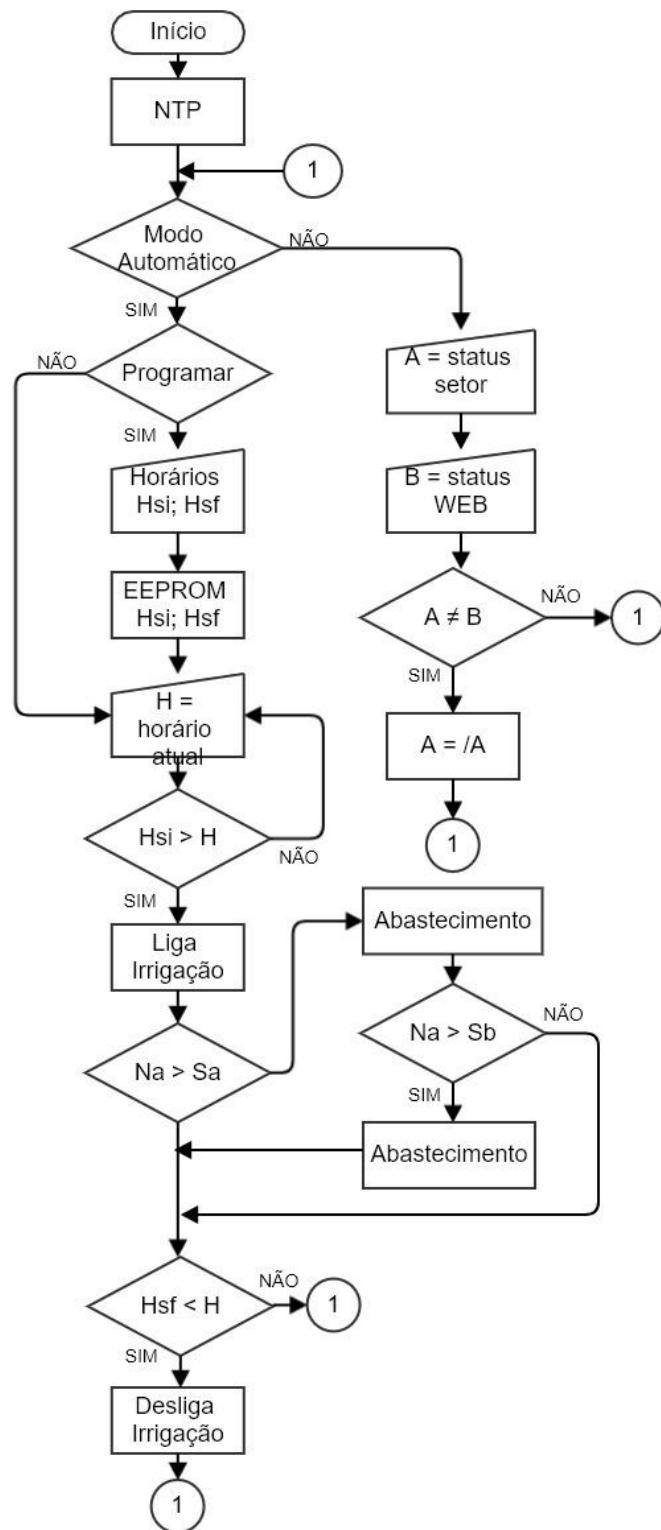 Início
NTP
1
Modo
Automático
NÃO
SIM
Programar
NÃO
SIM
Horários
Hsi; Hsf
EEPROM
Hsi; Hsf
H =
horário
atual
Hsi > H
NÃO
SIM
Liga
Irrigação
Na > Sa
A = status
setor
B = status
WEB
A ≠ B
NÃO
1
SIM
A = /A
1
Abastecimento
Na > Sb
NÃO
SIM
Abastecimento
Hsf < H
NÃO
1
SIM
Desliga
Irrigação
1